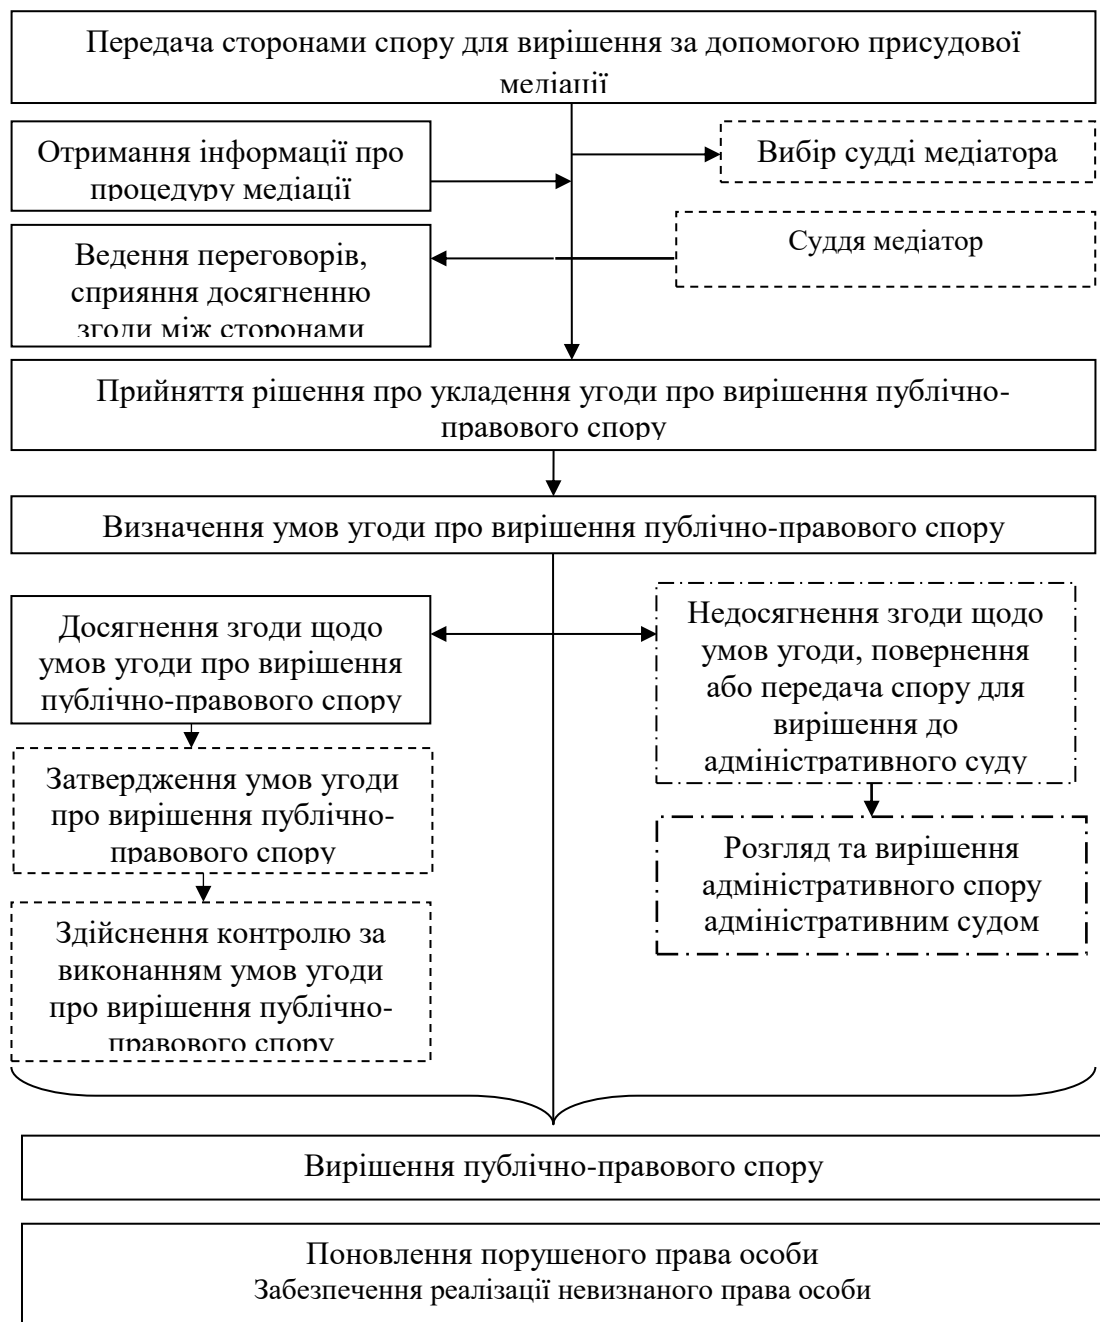 Передача сторонами спору для вирішення за допомогою присудової
медіації
Отримання інформації про
процедуру медіації
Вибір судді медіатора
Суддя медіатор
Ведення переговорів,
сприяння досягненню
згоди між сторонами
Прийняття рішення про укладення угоди про вирішення публічно-
правового спору
Визначення умов угоди про вирішення публічно-правового спору
Досягнення згоди щодо
умов угоди про вирішення
публічно-правового спору
Недосягнення згоди щодо
умов угоди, повернення
або передача спору для
вирішення до
адміністративного суду
Затвердження умов угоди
про вирішення публічно-
правового спору
Розгляд та вирішення
адміністративного спору
адміністративним судом
Здійснення контролю за
виконанням умов угоди
про вирішення публічно-
правового спору
Вирішення публічно-правового спору
Поновлення порушеного права особи
Забезпечення реалізації невизнаного права особи